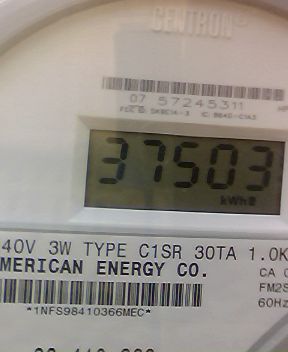 CENTRON®
07 57245311
37503
kWh
40V 3W TYPE C1SR 30TA 1.0K
MERICAN ENERGY CO.
CA
FM2S
60Hz
*1NFS98410366MEC*